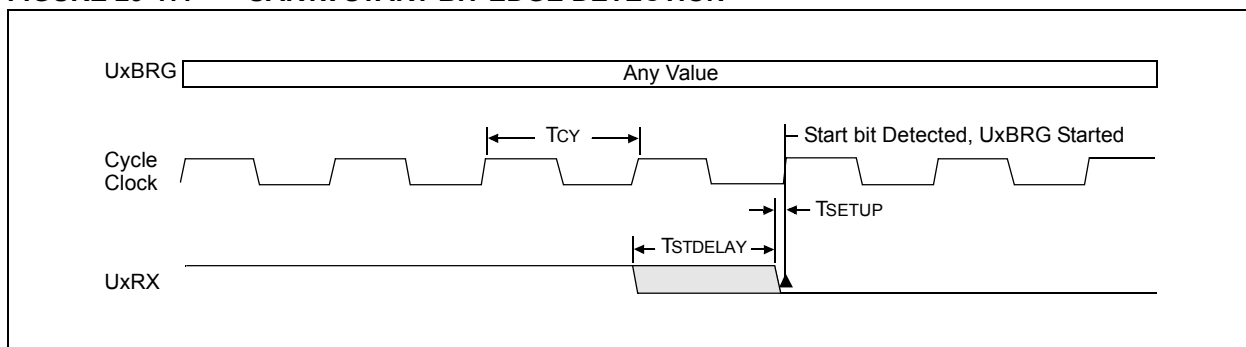 UxBRG
Any Value
TCY
Start bit Detected, UxBRG Started
Cycle
Clock
TSETUP
TSTDELAY
UxRX